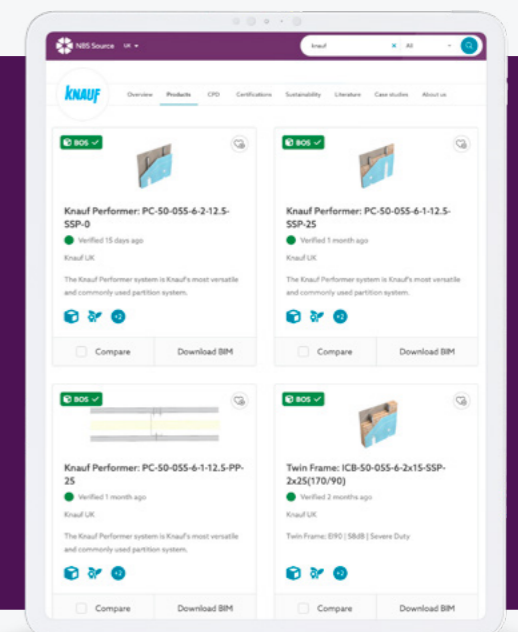 NBS Source UK
knauf × All
KNAUF
Overview Products CPD Certifications Sustainability Literature Case studies About us
BOS
Knauf Performer: PC-50-055-6-2-12.5-
SSP-0
Verified 15 days ago
Knauf UK
The Knauf Performer system is Knauf's most versatile
and commonly used partition system.
+2
Compare Download BIM
BOS
Knauf Performer: PC-50-055-6-1-12.5-
SSP-25
Verified 1 month ago
Knauf UK
The Knauf Performer system is Knauf's most versatile
and commonly used partition system.
+2
Compare Download BIM
BOS
Knauf Performer: PC-50-055-6-1-12.5-PP-
25
Verified 1 month ago
Knauf UK
The Knauf Performer system is Knauf's most versatile
and commonly used partition system.
+2
Compare Download BIM
BOS
Twin Frame: ICB-50-055-6-2x15-SSP-
2x25(170/90)
Verified 2 months ago
Knauf UK
Twin Frame: EI90 | 58dB | Severe Duty
+2
Compare Download BIM